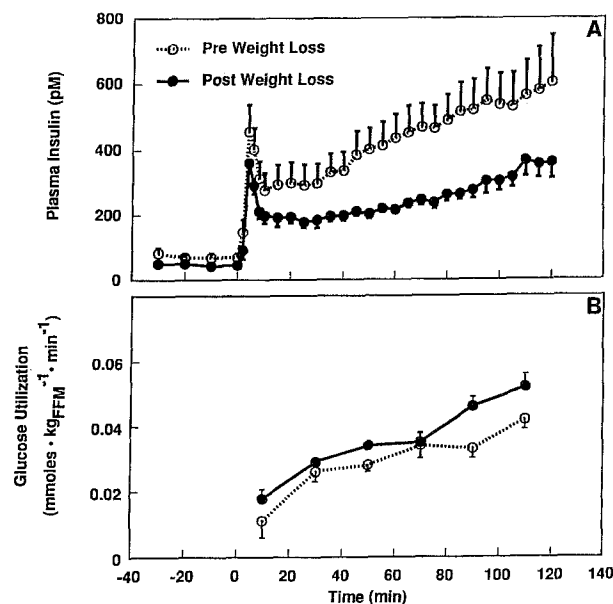 A
800
600
400
200
0
Plasma Insulin (pM)
Pre Weight Loss
Post Weight Loss
B
0.06
0.04
0.02
0
Glucose Utilization
(mmoles • kg FFM -1 • min -1)
-40 -20 0 20 40 60 80 100 120 140
Time (min)